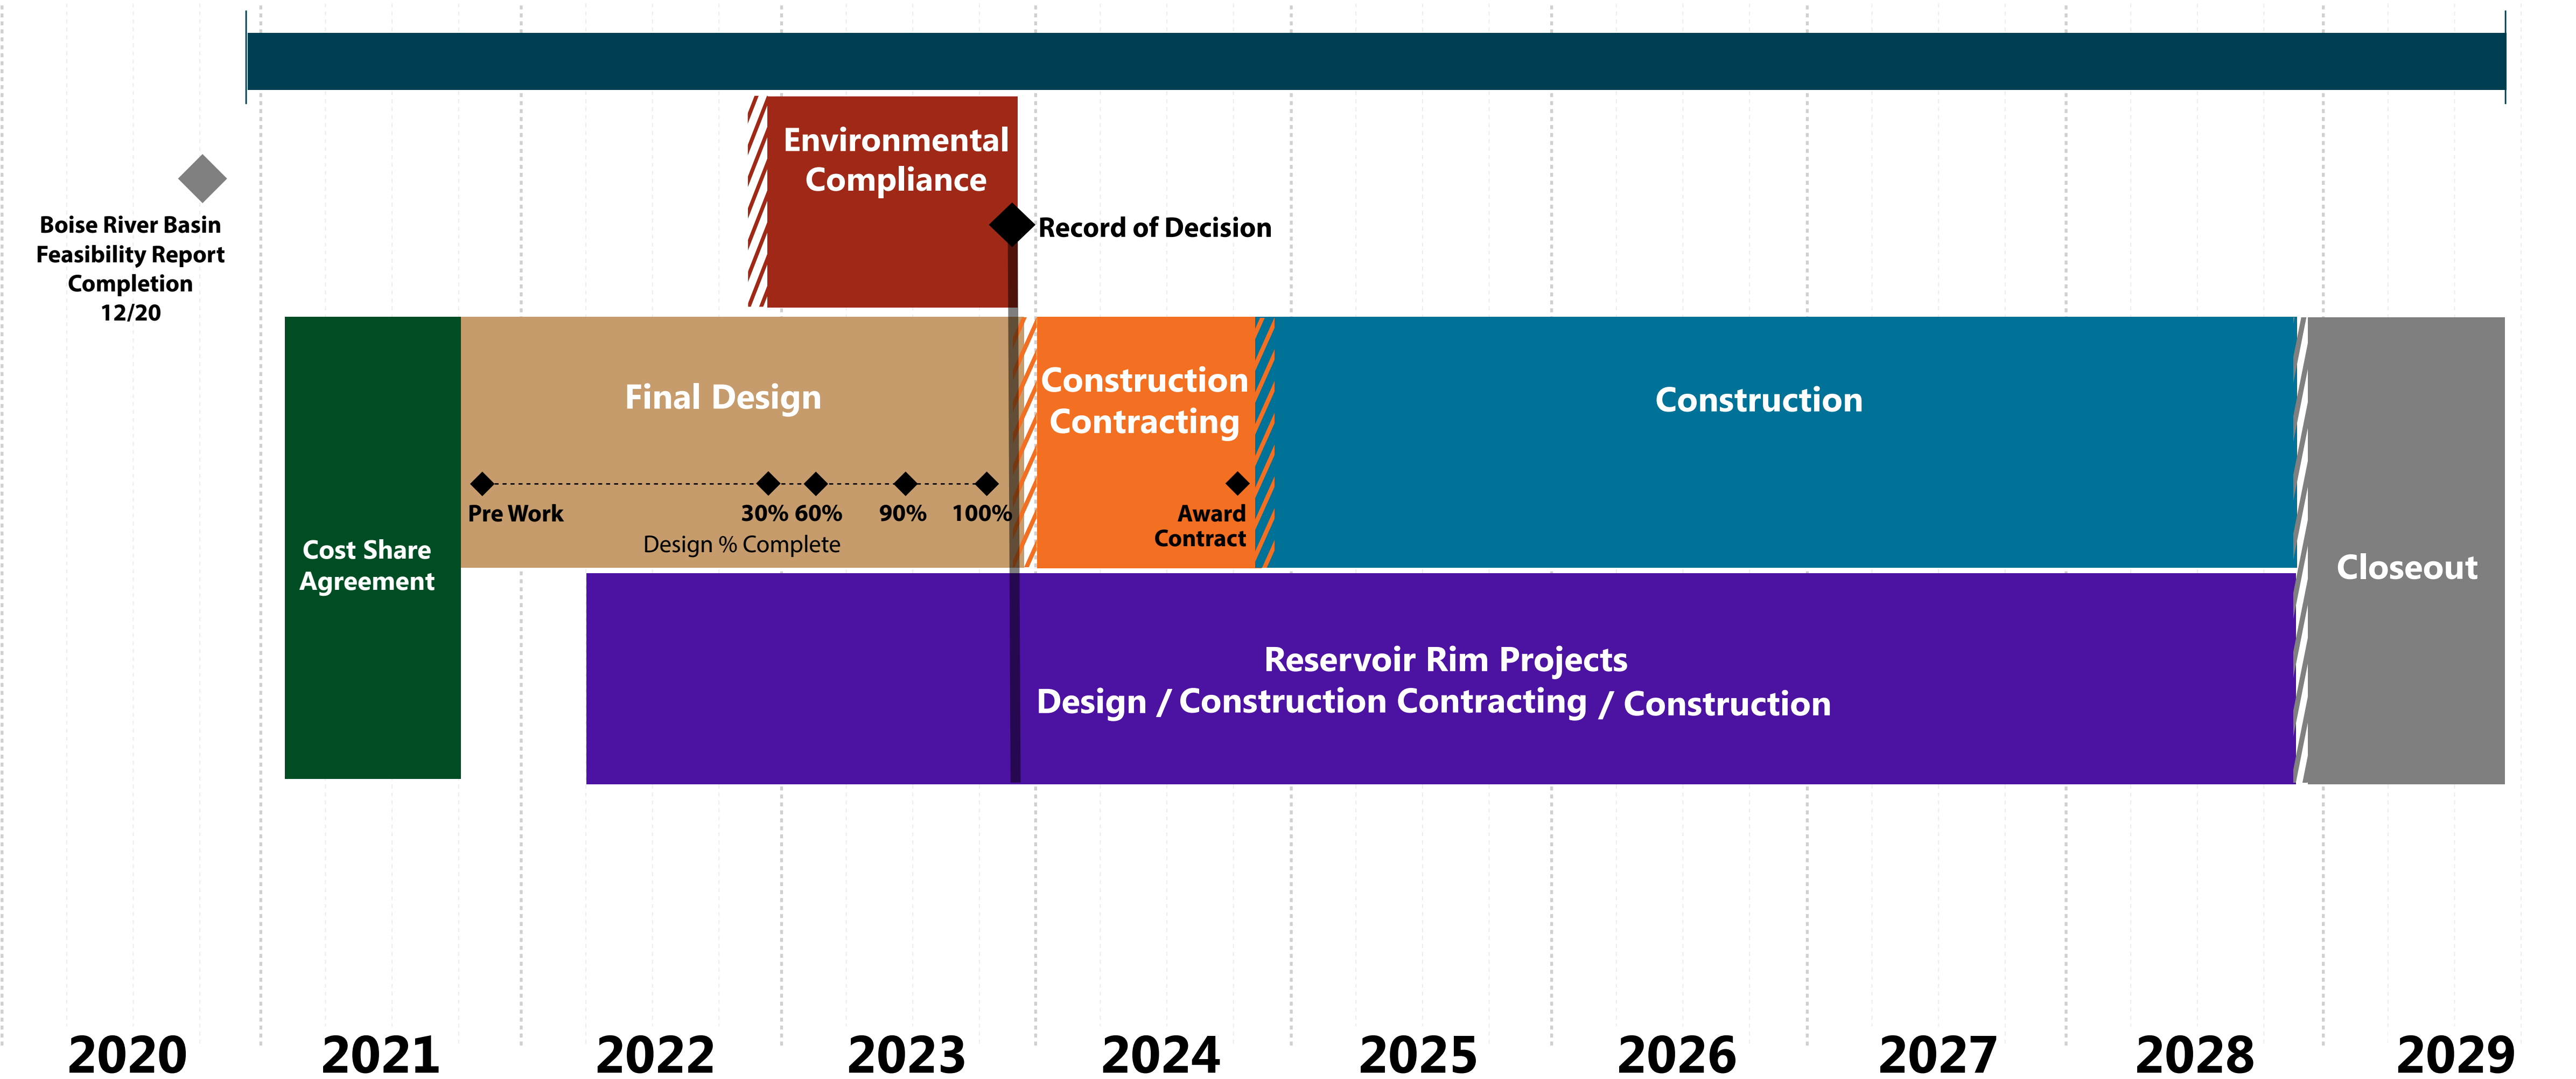 Environmental
Compliance
Record of Decision
Boise River Basin
Feasibility Report
Completion
12/20
Cost Share
Agreement
Final Design
Pre Work
30% 60% 90% 100%
Design % Complete
Construction
Contracting
Award
Contract
Construction
Closeout
Reservoir Rim Projects
Design / Construction Contracting / Construction
2020 2021 2022 2023 2024 2025 2026 2027 2028 2029